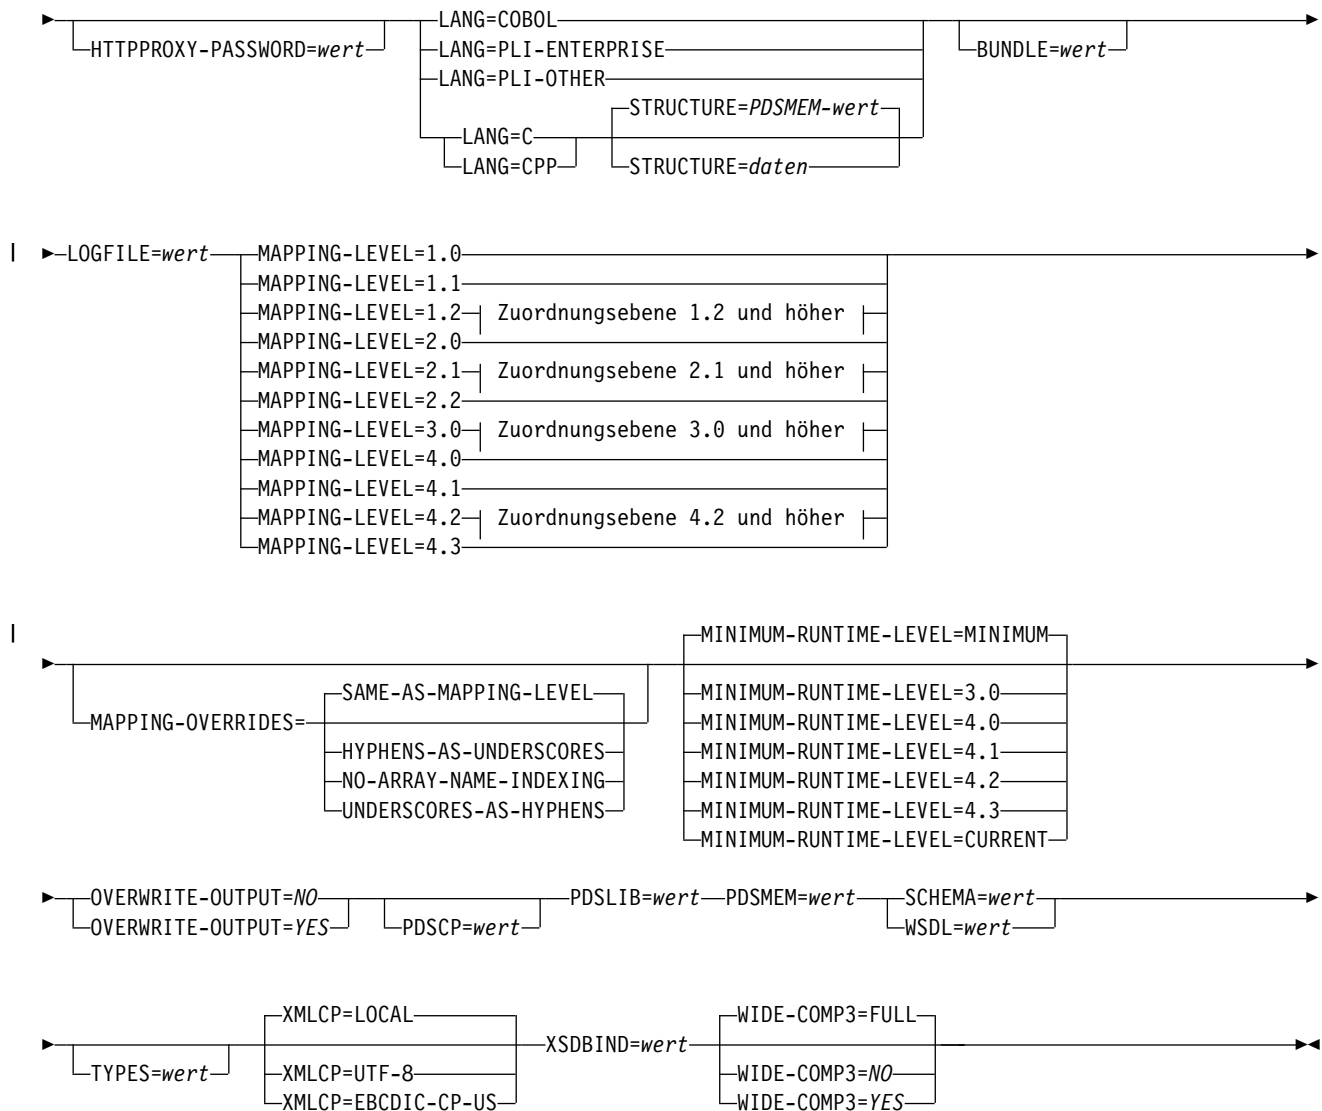 LANG=COBOL
HTTPPROXY-PASSWORD=wert LANG=PLI-ENTERPRISE BUNDLE=wert
LANG=PLI-OTHER
STRUCTURE=PDSMEM-wert
LANG=C
LANG=CPP STRUCTURE=daten
LOGFILE=wert MAPPING-LEVEL=1.0
MAPPING-LEVEL=1.1
MAPPING-LEVEL=1.2 Zuordnungsebene 1.2 und höher
MAPPING-LEVEL=2.0
MAPPING-LEVEL=2.1 Zuordnungsebene 2.1 und höher
MAPPING-LEVEL=2.2
MAPPING-LEVEL=3.0 Zuordnungsebene 3.0 und höher
MAPPING-LEVEL=4.0
MAPPING-LEVEL=4.1
MAPPING-LEVEL=4.2 Zuordnungsebene 4.2 und höher
MAPPING-LEVEL=4.3
MINIMUM-RUNTIME-LEVEL=MINIMUM
SAME-AS-MAPPING-LEVEL MINIMUM-RUNTIME-LEVEL=3.0
MAPPING-OVERRIDES= MINIMUM-RUNTIME-LEVEL=4.0
HYPHENS-AS-UNDERSCORES MINIMUM-RUNTIME-LEVEL=4.1
NO-ARRAY-NAME-INDEXING MINIMUM-RUNTIME-LEVEL=4.2
UNDERSCORES-AS-HYPHENS MINIMUM-RUNTIME-LEVEL=4.3
MINIMUM-RUNTIME-LEVEL=CURRENT
OVERWRITE-OUTPUT=NO PDSLIB=wert PDSMEM=wert SCHEMA=wert
OVERWRITE-OUTPUT=YES PDSCP=wert WSDL=wert
XMLCP=LOCAL WIDE-COMP3=FULL
XSDBIND=wert
TYPES=wert XMLCP=UTF-8 WIDE-COMP3=NO
XMLCP=EBCDIC-CP-US WIDE-COMP3=YES